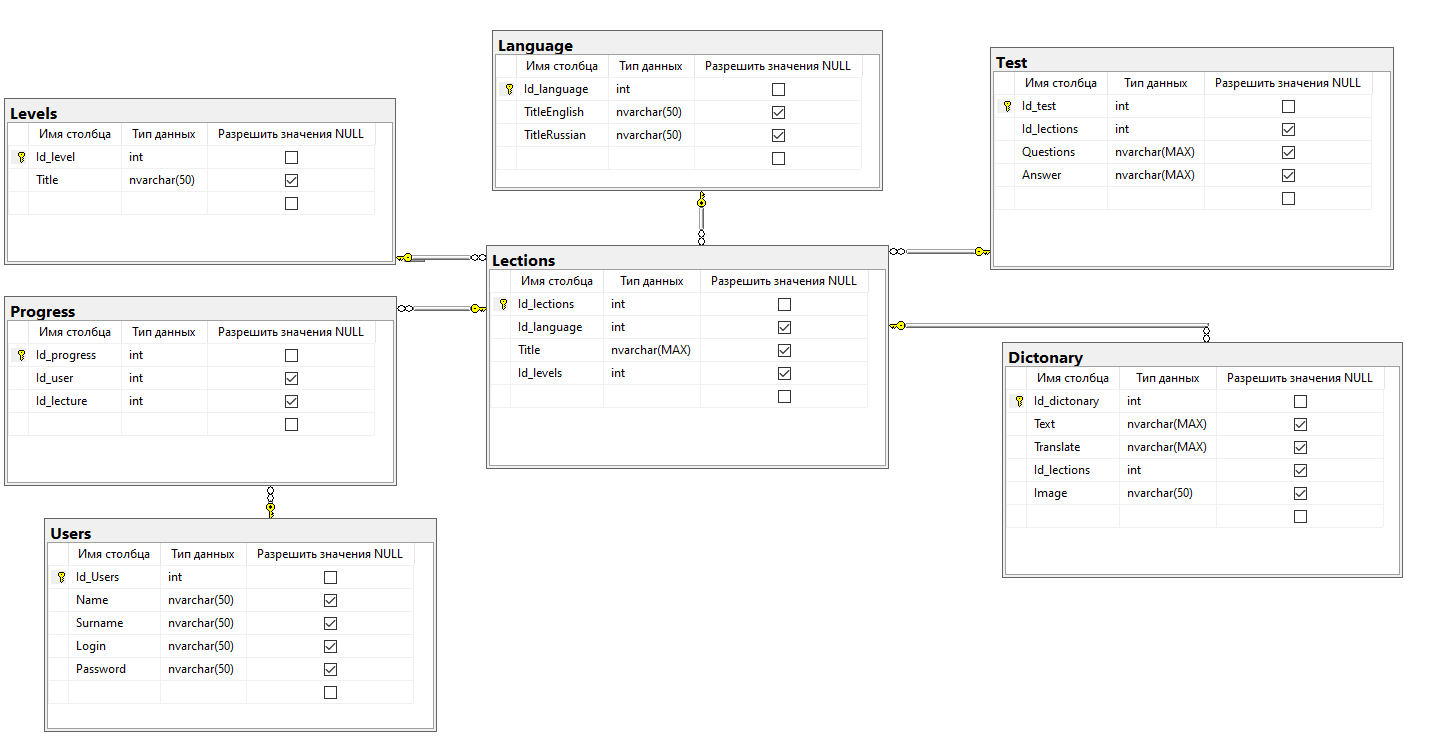 Levels
Имя столбца Тип данных Разрешить значения NULL
Id_level int
Title nvarchar(50)
Language
Имя столбца Тип данных Разрешить значения NULL
Id_language int
TitleEnglish nvarchar(50)
TitleRussian nvarchar(50)
Test
Имя столбца Тип данных Разрешить значения NULL
Id_test int
Id_lections int
Questions nvarchar(MAX)
Answer nvarchar(MAX)
Progress
Имя столбца Тип данных Разрешить значения NULL
Id_progress int
Id_user int
Id_lecture int
Lections
Имя столбца Тип данных Разрешить значения NULL
Id_lections int
Id_language int
Title nvarchar(MAX)
Id_levels int
Dictonary
Имя столбца Тип данных Разрешить значения NULL
Id_dictonary int
Text nvarchar(MAX)
Translate nvarchar(MAX)
Id_lections int
Image nvarchar(50)
Users
Имя столбца Тип данных Разрешить значения NULL
Id_Users int
Name nvarchar(50)
Surname nvarchar(50)
Login nvarchar(50)
Password nvarchar(50)